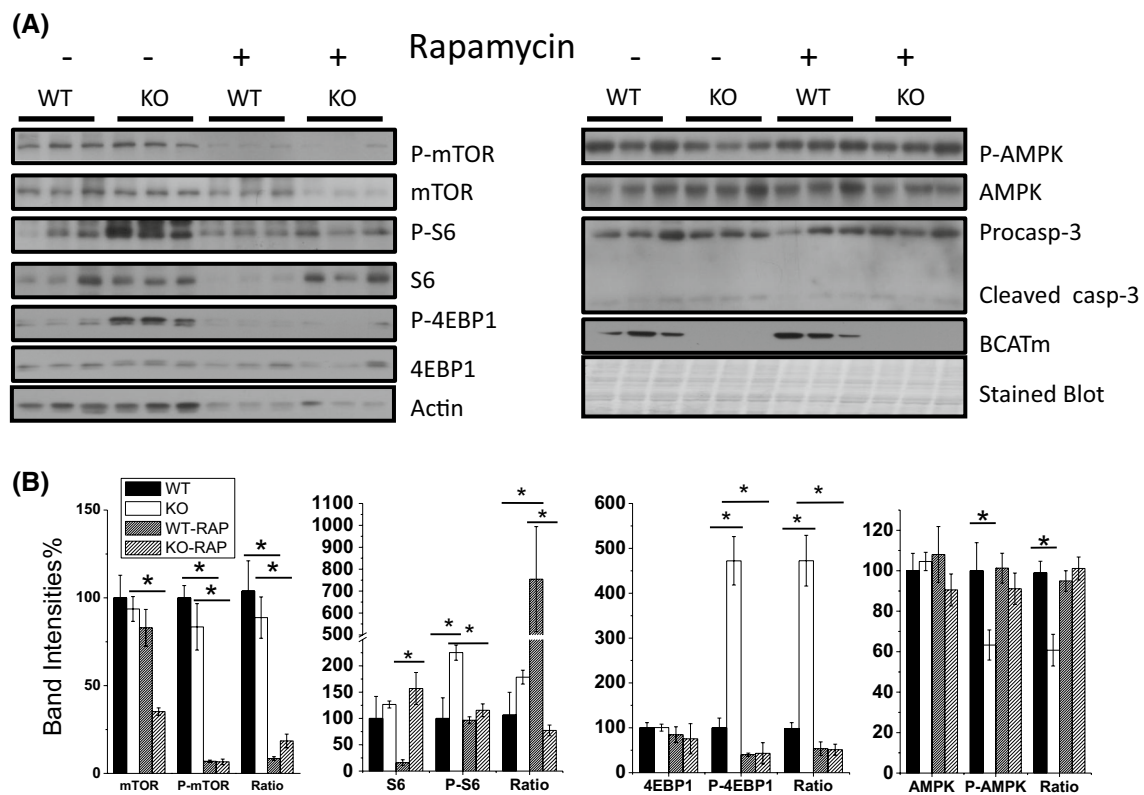 (A)
Rapamycin
- - + + - - + +
WT KO WT KO WT KO WT KO
P-mTOR
mTOR
P-S6
S6
P-4EBP1
4EBP1
Actin
P-AMPK
AMPK
Procasp-3
Cleaved casp-3
BCATm
Stained Blot
(B)
WT
KO
WT-RAP
KO-RAP
Band Intensities%
150
100
50
0
* * * * *
mTOR P-mTOR Ratio
1100
1000
900
800
700
600
500
200
150
100
50
0
* * * * *
S6 P-S6 Ratio
600
500
400
300
200
100
0
* * * *
4EBP1 P-4EBP1 Ratio
120
100
80
60
40
20
0
* *
AMPK P-AMPK Ratio